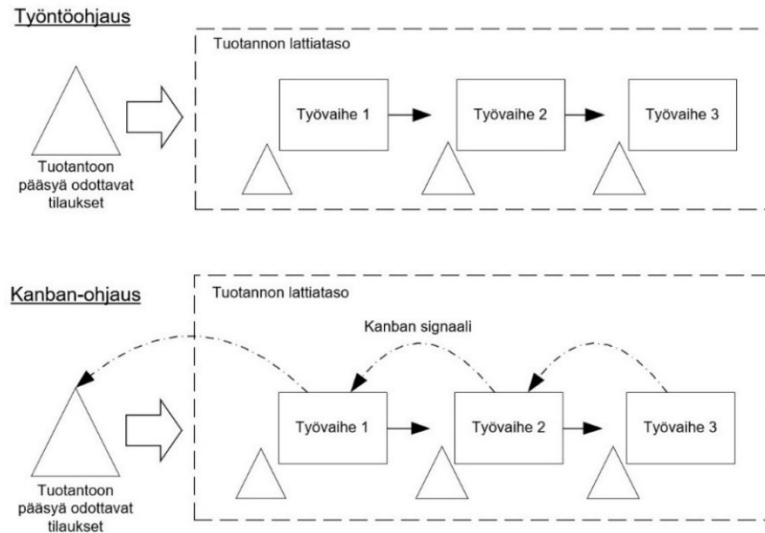 Työntöohjaus
Tuotannon lattiataso
Työvaihe 1
Työvaihe 2
Työvaihe 3
Tuotantoon
pääsyä odottavat
tilaukset
Kanban-ohjaus
Tuotannon lattiataso
Kanban signaali
Työvaihe 1
Työvaihe 2
Työvaihe 3
Tuotantoon
pääsyä odottavat
tilaukset